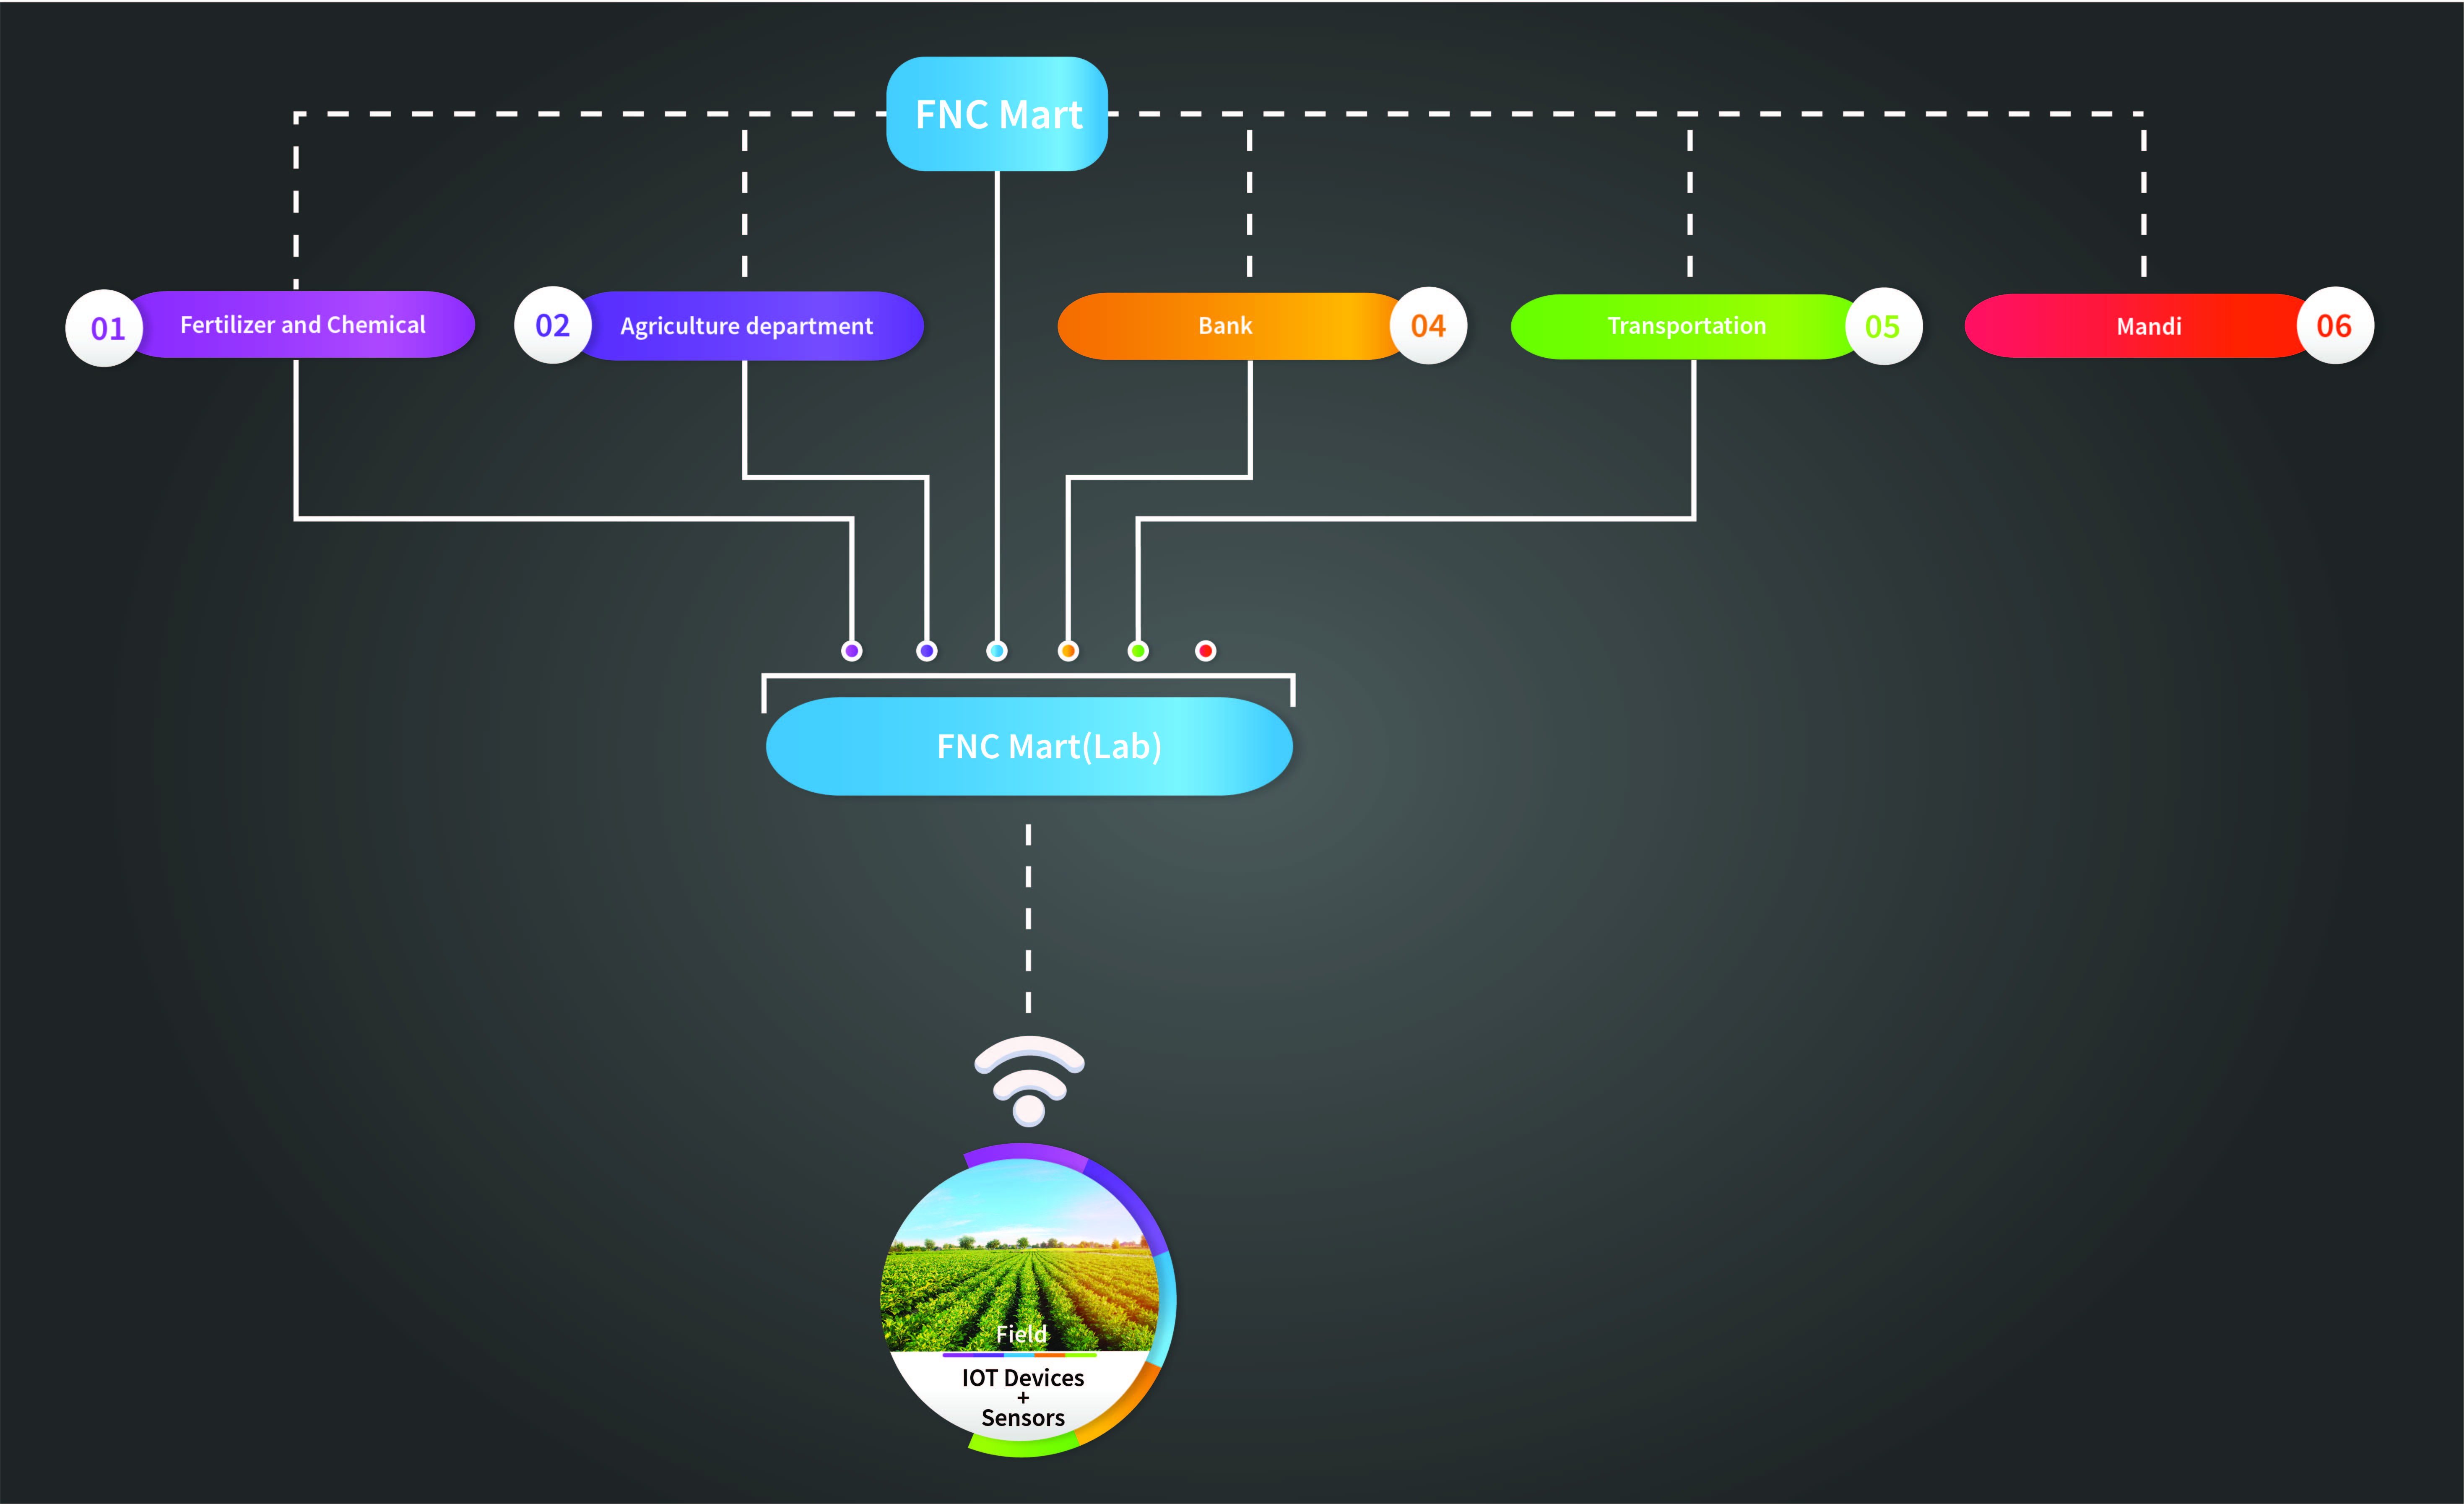 FNC Mart
01 Fertilizer and Chemical
02 Agriculture department
Bank 04
Transportation 05
Mandi 06
FNC Mart(Lab)
Field
IOT Devices
+
Sensors